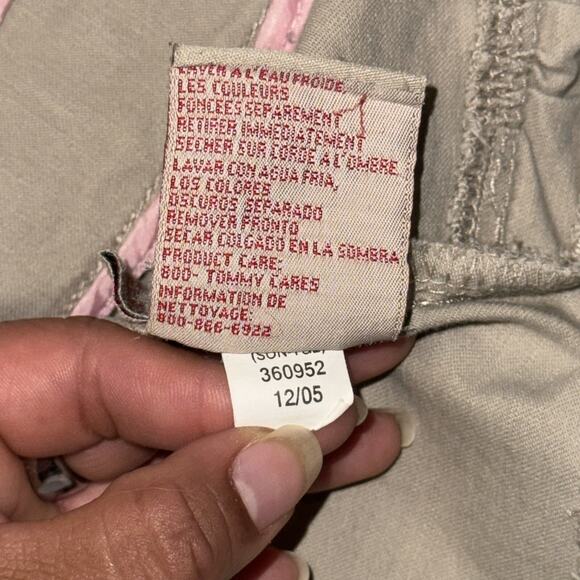 LAVER A L'EAU FROIDE
LES COULEURS
FONCEES SEPAREMENT
RETIRER IMMEDIATEMENT
SECHER SUR CORDE A L'OMBRE.
LAVAR CON AGUA FRIA,
LOS COLORES
OSCUROS SEPARADO
REMOVER PRONTO
SECAR COLGADO EN LA SOMBRA
PRODUCT CARE:
800- TOMMY CARES
INFORMATION DE
NETTOYAGE:
800-866-6922
360952
12/05